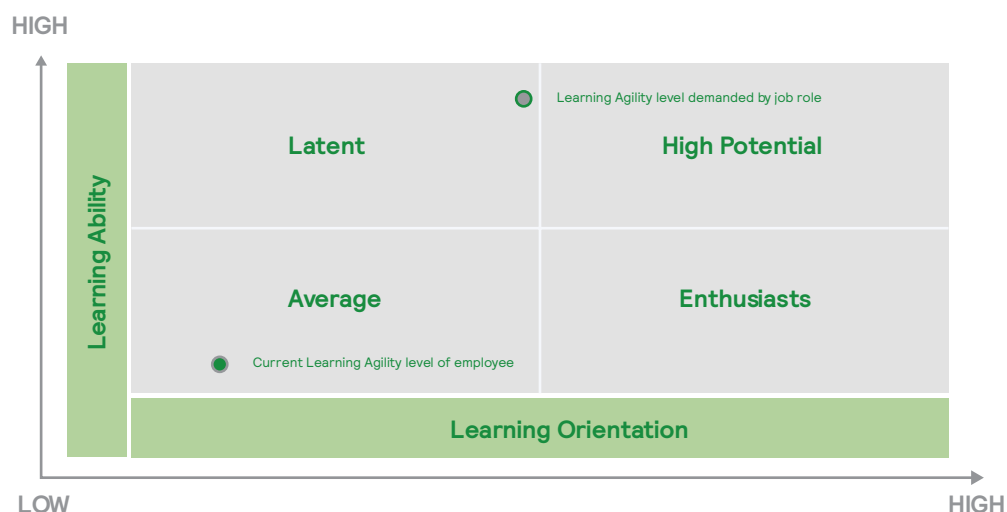 HIGH
Learning Agility level demanded by job role
Latent
High Potential
Learning Ability
Average
Enthusiasts
Current Learning Agility level of employee
Learning Orientation
LOW
HIGH